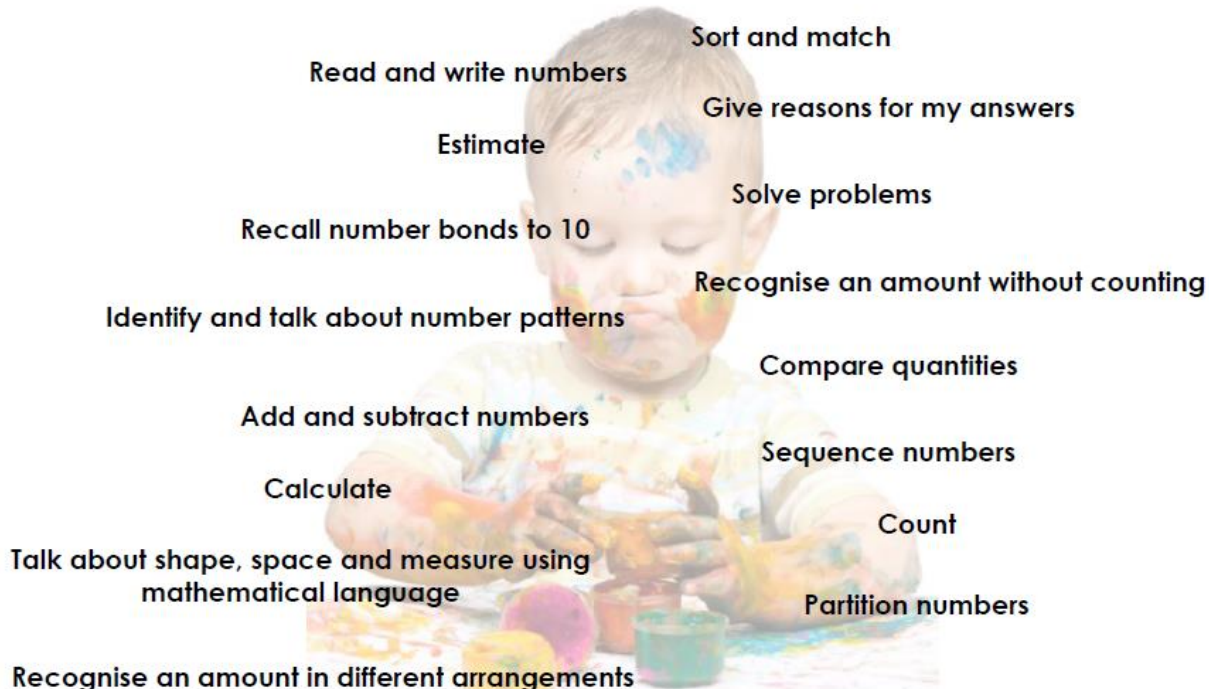 Sort and match
Read and write numbers
Give reasons for my answers
Estimate
Solve problems
Recall number bonds to 10
Recognise an amount without counting
Identify and talk about number patterns
Compare quantities
Add and subtract numbers
Sequence numbers
Calculate
Count
Talk about shape, space and measure using
mathematical language
Partition numbers
Recognise an amount in different arrangements